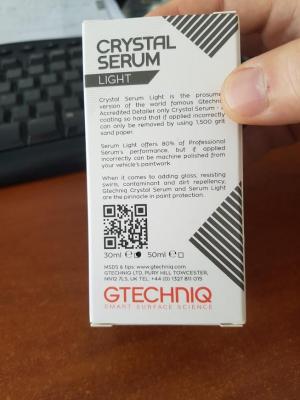 CRYSTAL
SERUM
LIGHT
Crystal Serum Light is the prosumer
version of the world famous Gtechniq
Accredited Detailer only Crystal Serum - a
coating so hard that if applied incorrectly
can only be removed by using 1,500 grit
sand paper.
Serum Light offers 80% of Professional
Serum's performance, but if applied
incorrectly can be machine polished from
your vehicle's paintwork.
When it comes to adding gloss, resisting
swirls, contaminant and dirt repellency,
Gtechniq Crystal Serum and Serum Light
are the pinnacle in paint protection.
30ml 50ml
MSDS & tips: www.gtechniq.com
GTECHNIQ LTD, PURY HILL TOWCESTER,
NN12 7LS, UK TEL: +44 (0) 1327 811 015
GTECHNIQ
SMART SURFACE SCIENCE